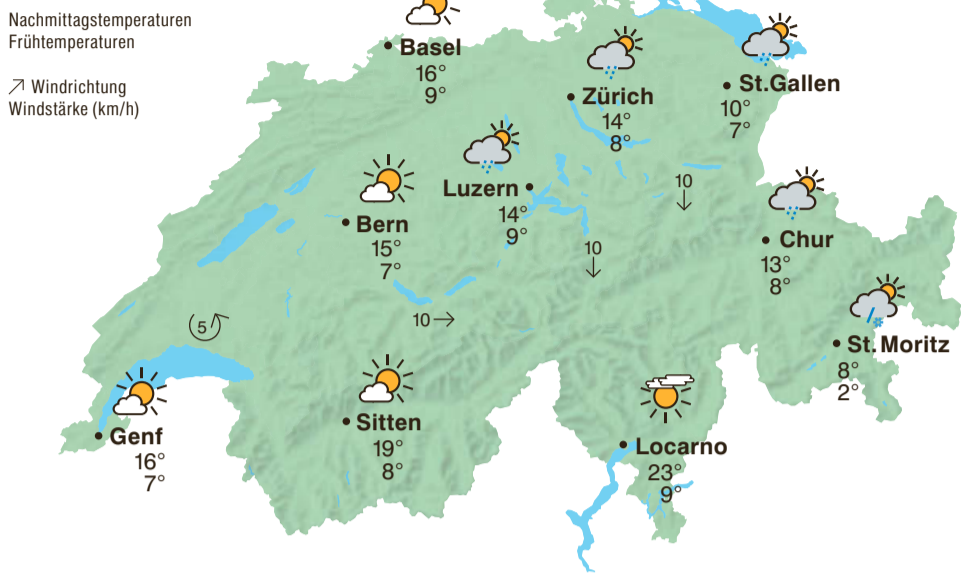 Nachmittagstemperaturen
Frühtemperaturen
↗ Windrichtung
Windstärke (km/h)
Basel
16°
9°
Zürich
14°
8°
St.Gallen
10°
7°
Luzern
14°
9°
10
10
Bern
15°
7°
Chur
13°
8°
10
5
St.Moritz
8°
2°
Genf
16°
7°
Sitten
19°
8°
Locarno
23°
9°